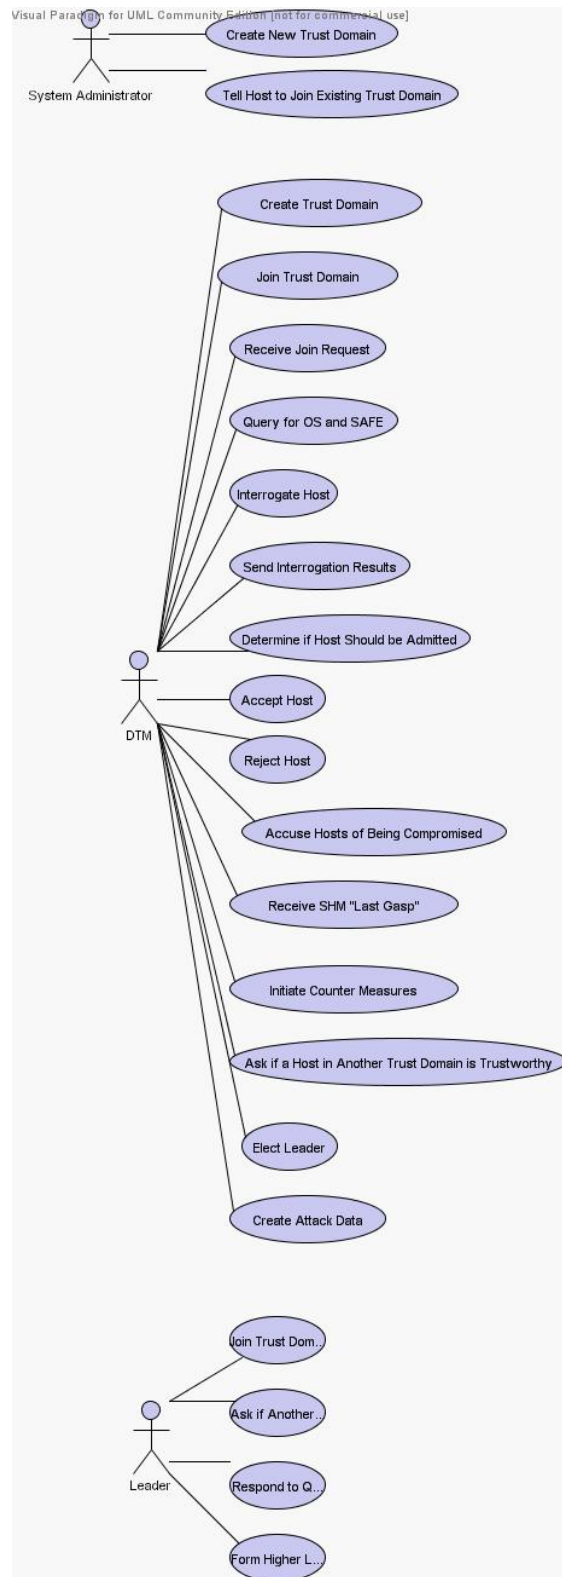 Visual Paradigm for UML Community Edition [not for commercial use]
Create New Trust Domain
System Administrator
Tell Host to Join Existing Trust Domain
Create Trust Domain
Join Trust Domain
Receive Join Request
Query for OS and SAFE
Interrogate Host
Send Interrogation Results
Determine if Host Should be Admitted
Accept Host
DTM
Reject Host
Accuse Hosts of Being Compromised
Receive SHM "Last Gasp"
Initiate Counter Measures
Ask if a Host in Another Trust Domain is Trustworthy
Elect Leader
Create Attack Data
Join Trust Dom...
Ask if Another...
Leader
Respond to Q...
Form Higher L...